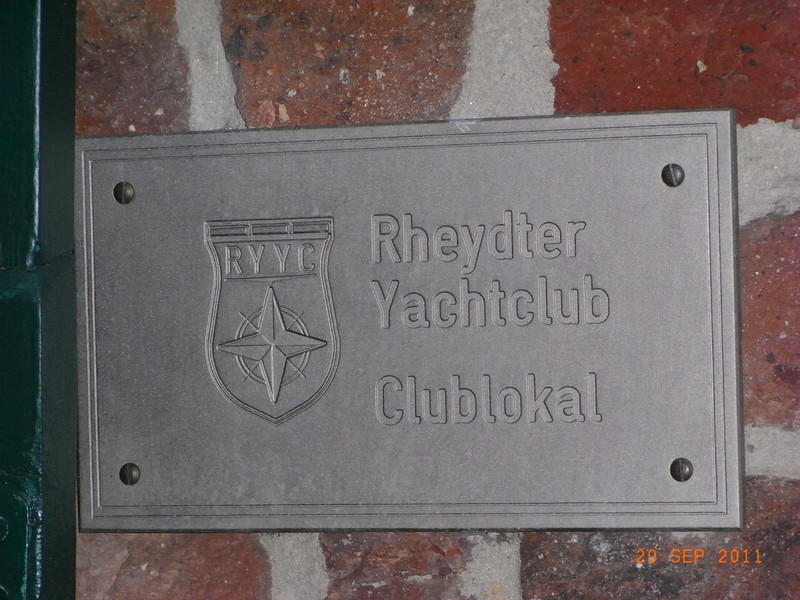 RYYC
Rheydter
Yachtclub
Clublokal
20 SEP 2011